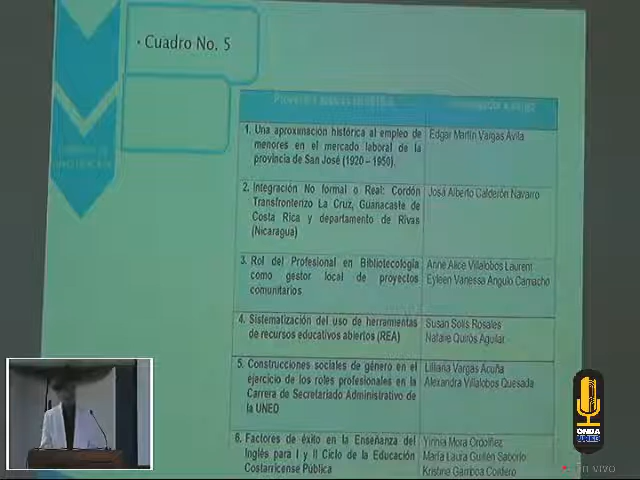 • Cuadro No. 5
1. Una aproximación histórica al empleo de
menores en el mercado laboral de la
provincia de San José (1920 – 1950).
Edgar Martín Vargas Ávila
2. Integración No formal o Real: Cordón
Transfronterizo La Cruz, Guanacaste de
Costa Rica y departamento de Rivas
(Nicaragua)
José Alberto Calderón Navarro
3. Rol del Profesional en Bibliotecología
como gestor local de proyectos
comunitarios
Anne Alice Villalobos Laurent
Eyleen Vanessa Angulo Camacho
4. Sistematización del uso de herramientas
de recursos educativos abiertos (REA)
Susan Solís Rosales
Natalie Quirós Aguilar
5. Construcciones sociales de género en el
ejercicio de los roles profesionales en la
Carrera de Secretariado Administrativo de
la UNED
Lilliana Vargas Acuña
Alexandra Villalobos Quesada
6. Factores de éxito en la Enseñanza del
Inglés para I y II Ciclo de la Educación
Costarricense Pública
Yirinia Mora Ordoñez
María Laura Guillén Saborío
Kristina Gamboa Cordero
ONDA
UNED
en vivo